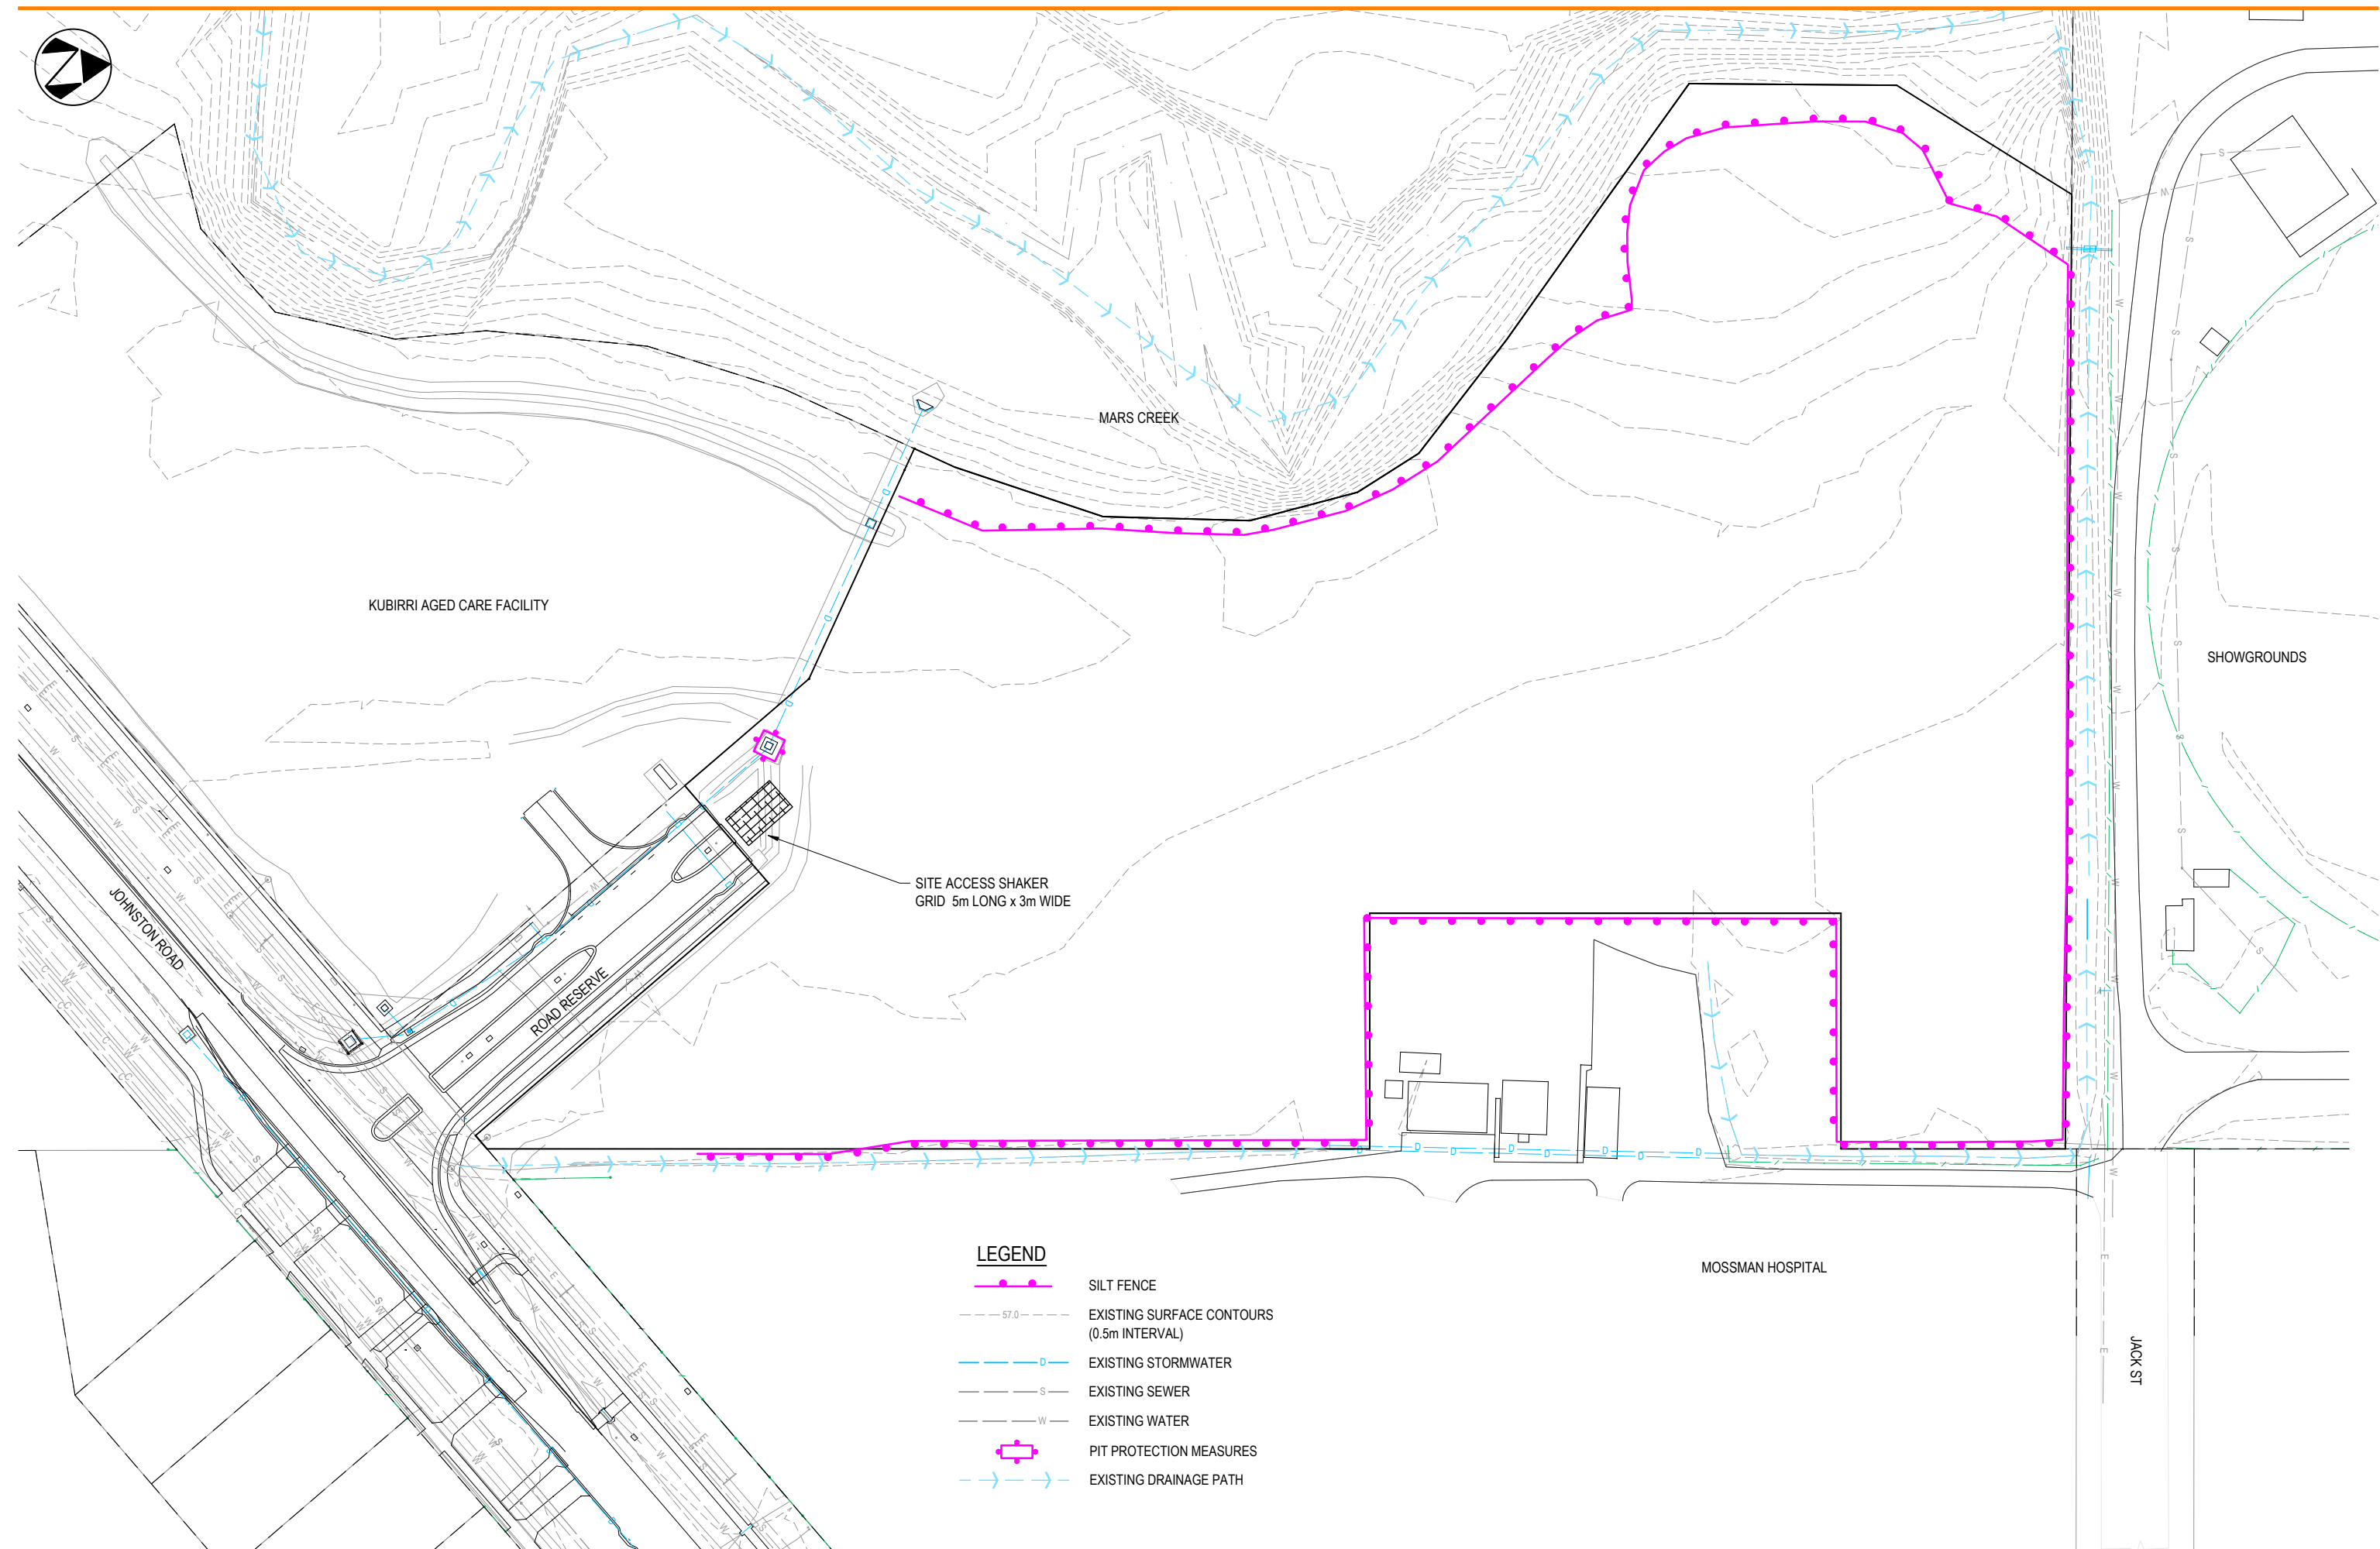 MARS CREEK
KUBIRRI AGED CARE FACILITY
SHOWGROUNDS
SITE ACCESS SHAKER
GRID 5m LONG x 3m WIDE
JOHNSTON ROAD
ROAD RESERVE
MOSSMAN HOSPITAL
JACK ST
LEGEND
SILT FENCE
57.0
EXISTING SURFACE CONTOURS
(0.5m INTERVAL)
D
EXISTING STORMWATER
S
EXISTING SEWER
W
EXISTING WATER
PIT PROTECTION MEASURES
EXISTING DRAINAGE PATH